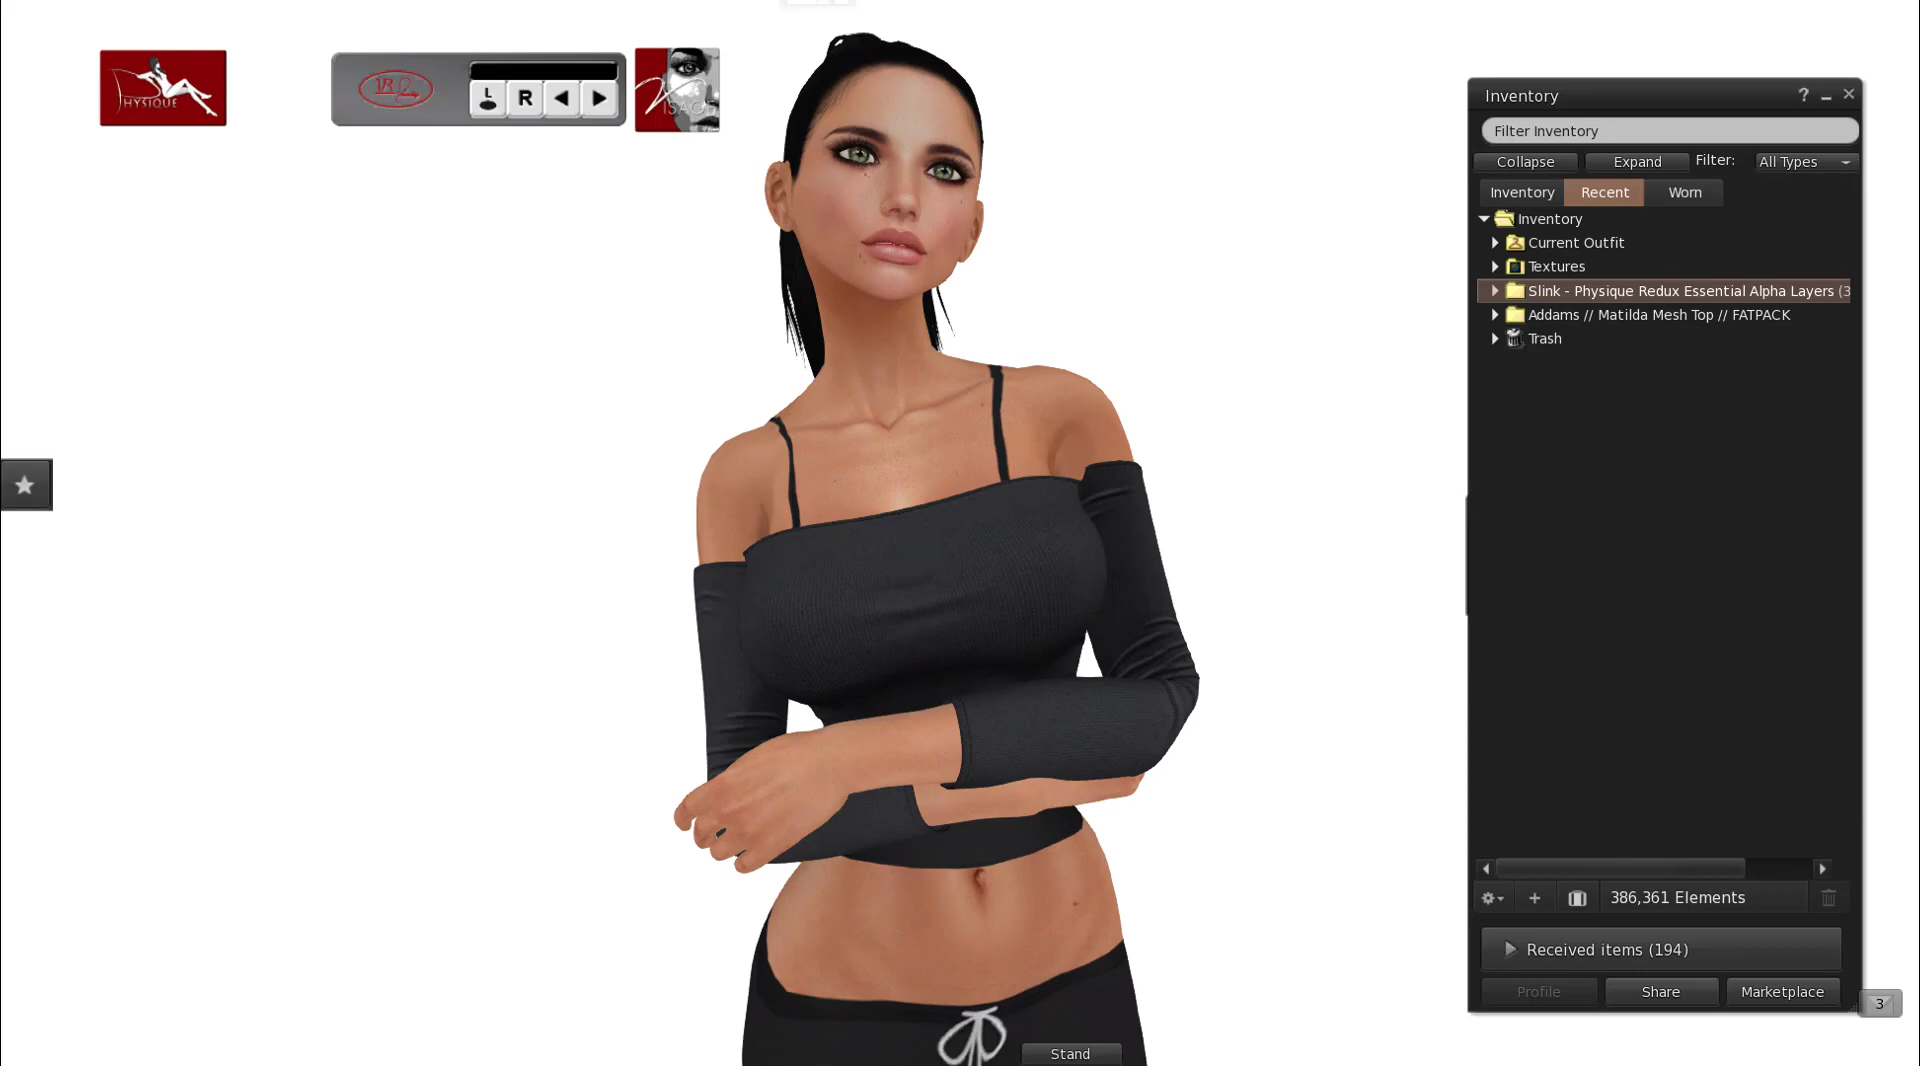 PHYSIQUE
VR
L
R
VISAGE
Inventory
?
Filter Inventory
Collapse
Expand
Filter:
All Types
Inventory
Recent
Worn
Inventory
Current Outfit
Textures
Slink - Physique Redux Essential Alpha Layers (3
Addams // Matilda Mesh Top // FATPACK
Trash
386,361 Elements
Received items (194)
Profile
Share
Marketplace
3
Stand